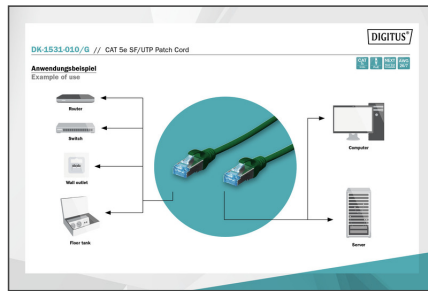 DIGITUS®
DK-1531-010/G // CAT 5e SF/UTP Patch Cord
Anwendungsbeispiel
Example of use
Router
Switch
Wall outlet
Floor tank
Computer
Server